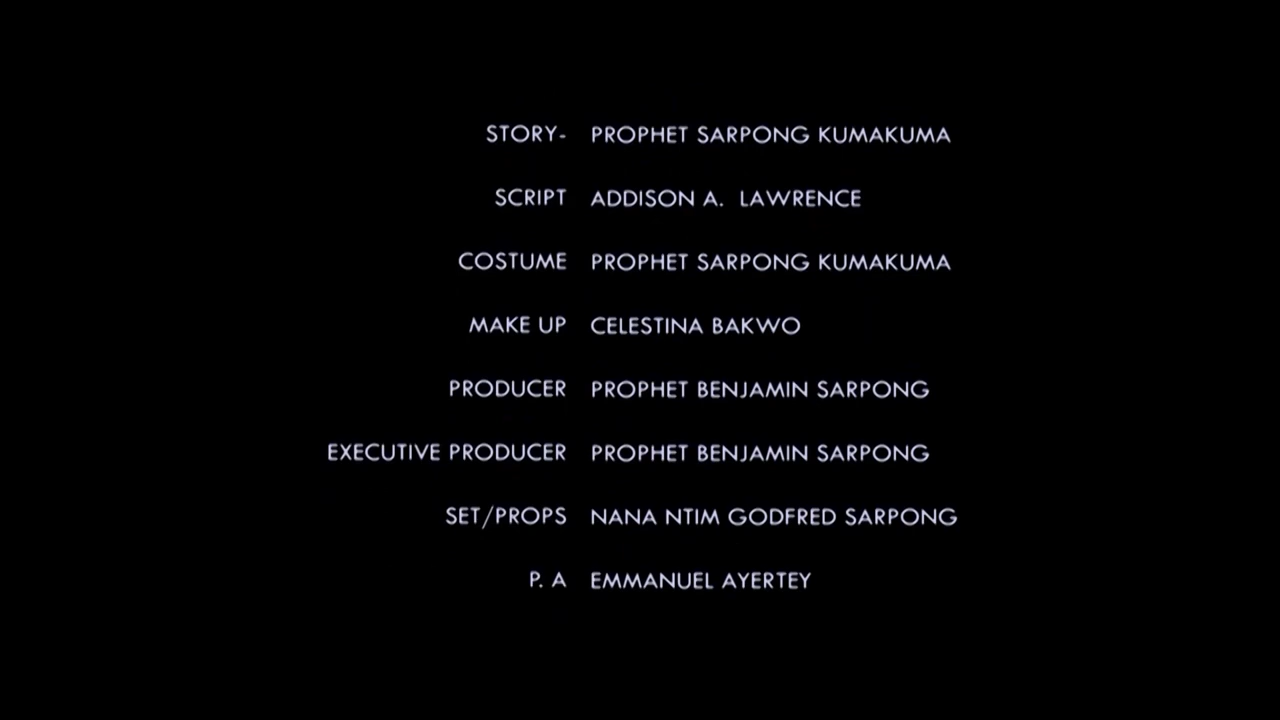 STORY- PROPHET SARPONG KUMAKUMA
SCRIPT ADDISON A. LAWRENCE
COSTUME PROPHET SARPONG KUMAKUMA
MAKE UP CELESTINA BAKWO
PRODUCER PROPHET BENJAMIN SARPONG
EXECUTIVE PRODUCER PROPHET BENJAMIN SARPONG
SET/PROPS NANA NTIM GODFRED SARPONG
P. A EMMANUEL AYERTEY